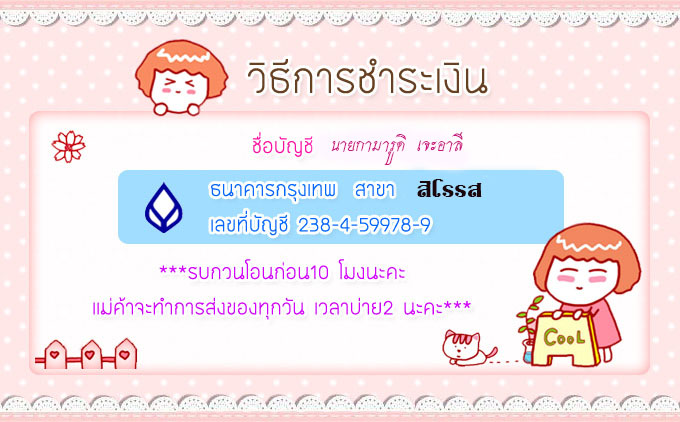 วิธีการชำระเงิน
ชื่อบัญชี นายกามารูดิ เจะอาลี
ธนาคารกรุงเทพ สาขา สิโรรส
เลขที่บัญชี 238-4-59978-9
***รบกวนโอนก่อน10 โมงนะคะ
แม่ค้าจะทำการส่งของทุกวัน เวลาบ่าย2 นะคะ***
COOL